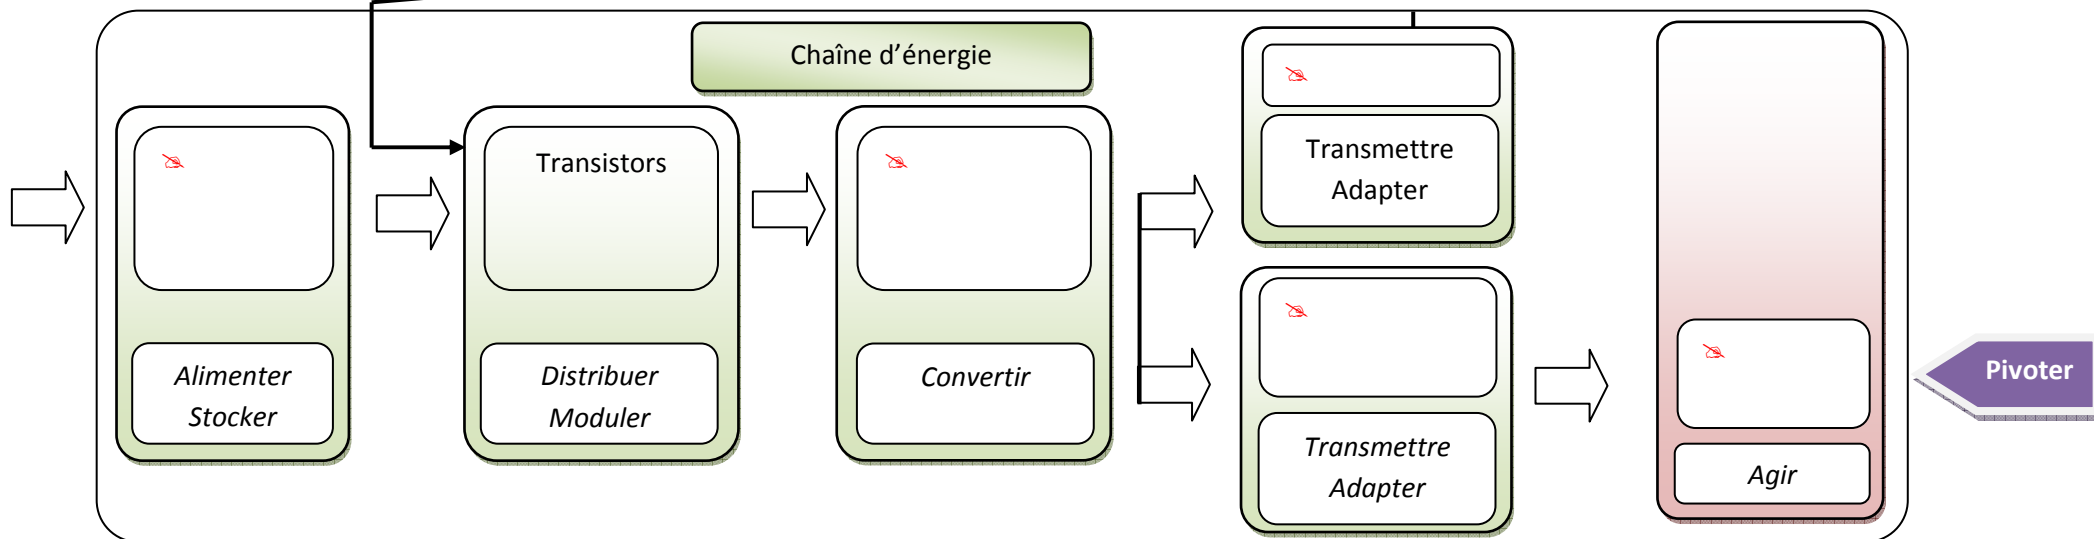 Chaîne d'énergie
Transmettre
Adapter
Transistors
Alimenter
Stocker
Distribuer
Moduler
Convertir
Transmettre
Adapter
Agir
Pivoter